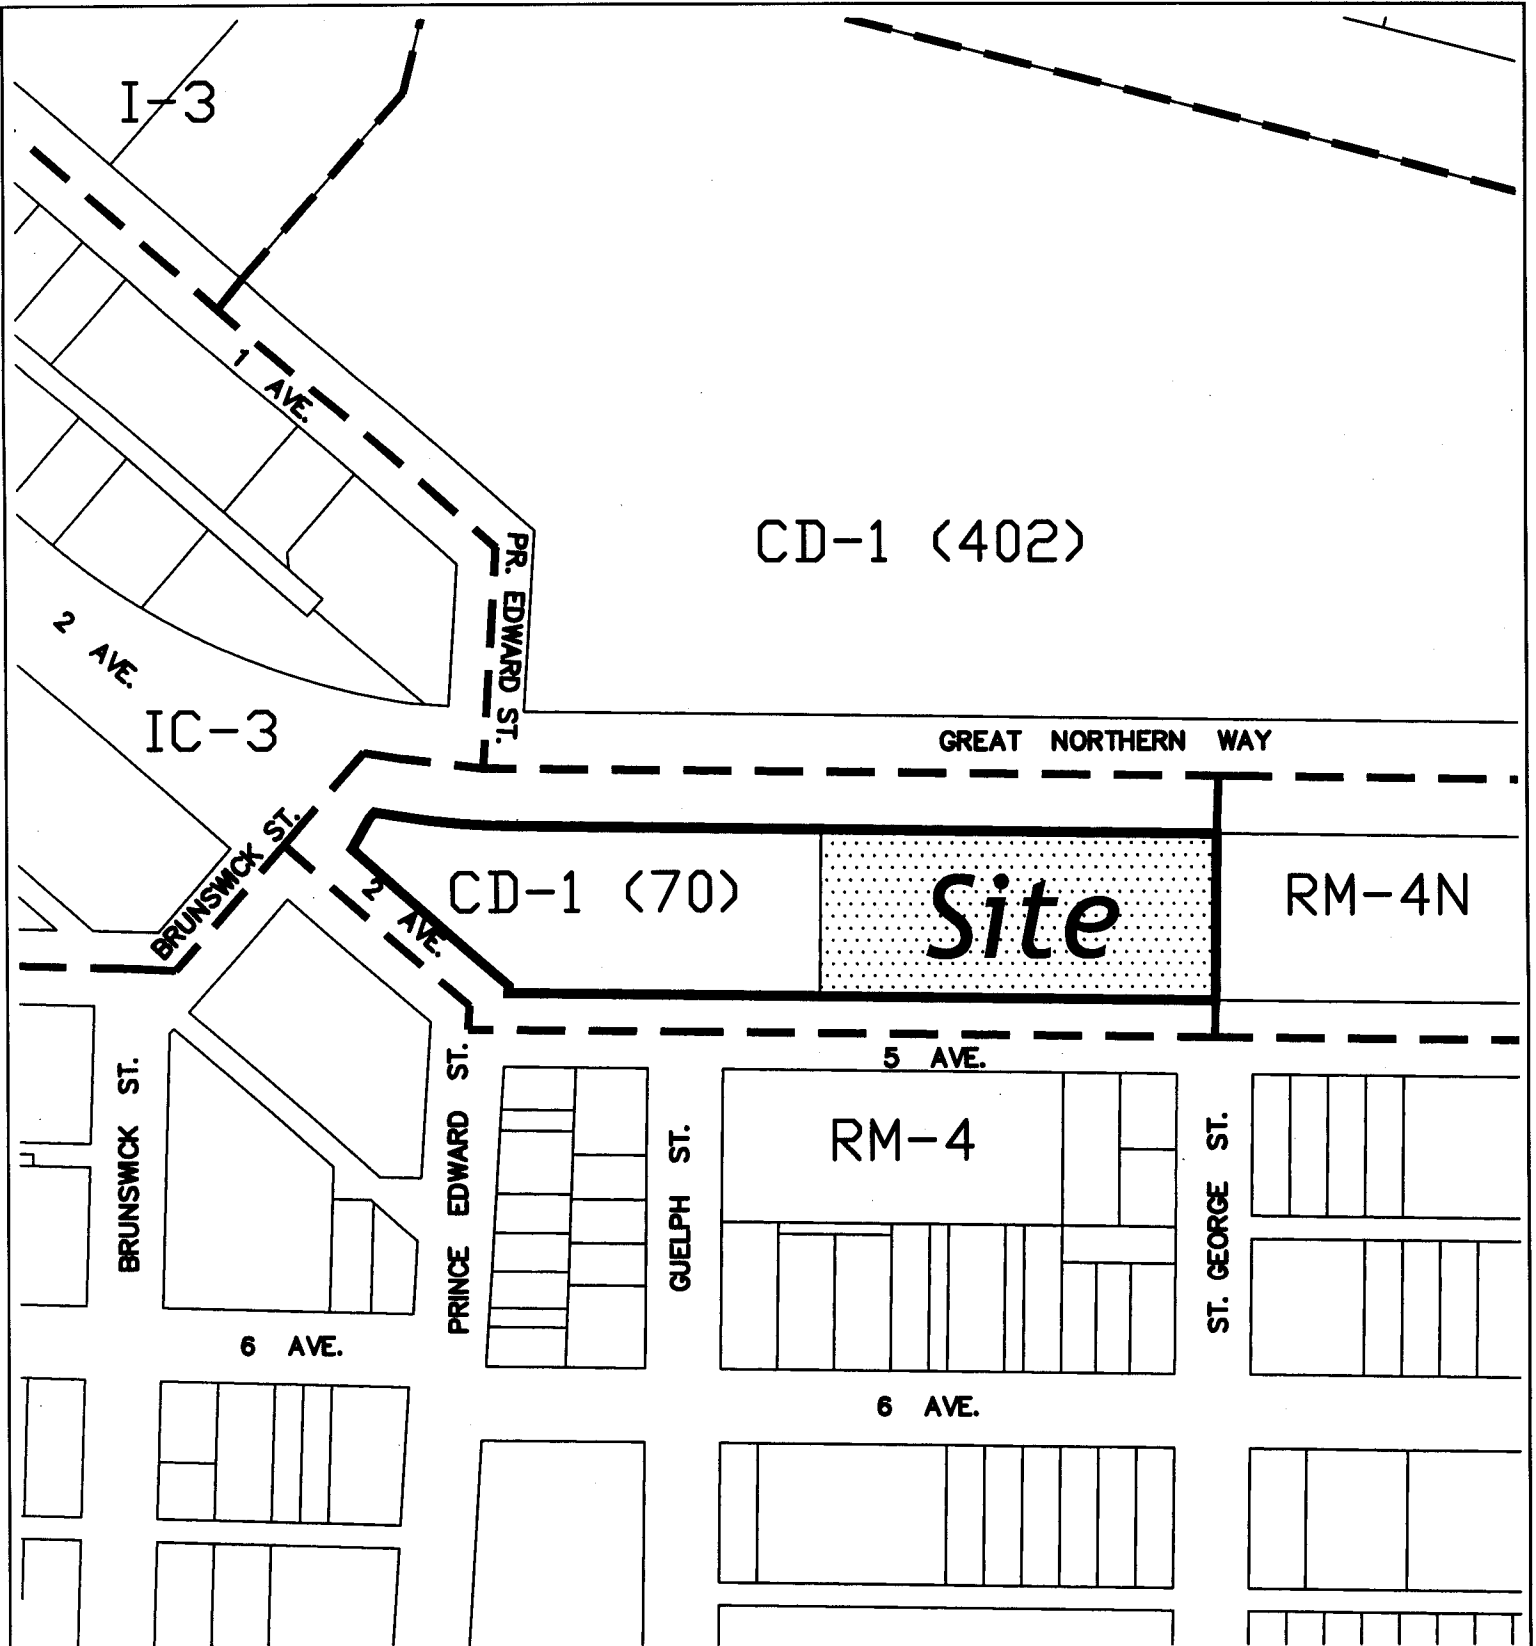 I-3
1 AVE.
CD-1 (402)
PR. EDWARD ST.
2 AVE.
IC-3
GREAT NORTHERN WAY
BRUNSWICK ST.
2 AVE.
CD-1 (70)
Site
RM-4N
5 AVE.
BRUNSWICK ST.
PRINCE EDWARD ST.
GUELPH ST.
RM-4
ST. GEORGE ST.
6 AVE.
6 AVE.